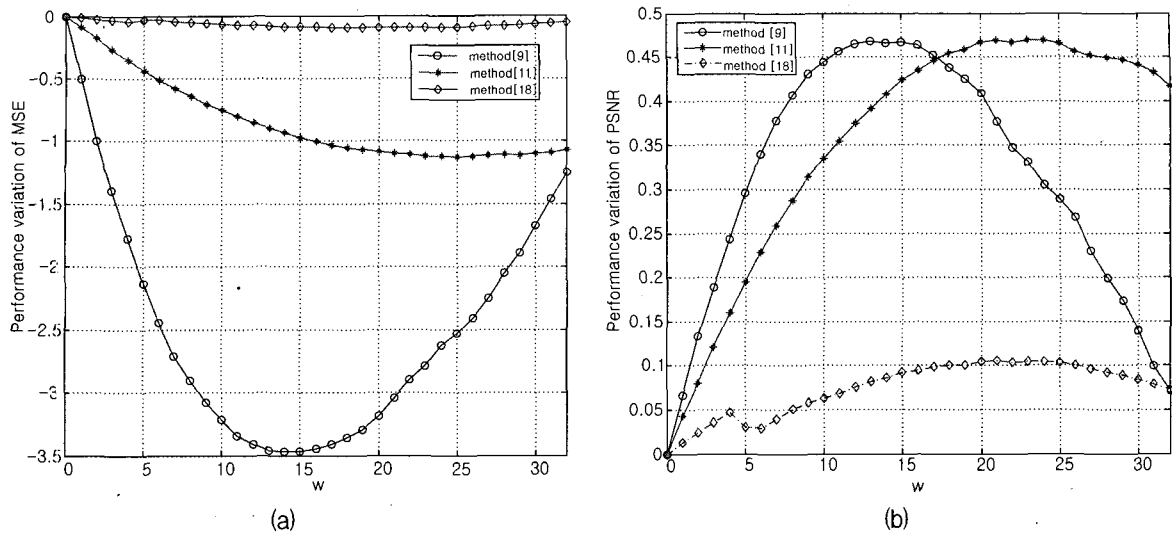 0
-0.5
-1
-1.5
-2
-2.5
-3
-3.5
Performance variation of MSE
method[9]
method[11]
method[18]
0 5 10 15 20 25 30
w
(a)
0.5
0.45
0.4
0.35
0.3
0.25
0.2
0.15
0.1
0.05
0
Performance variation of PSNR
method [9]
method [11]
method [18]
0 5 10 15 20 25 30
w
(b)